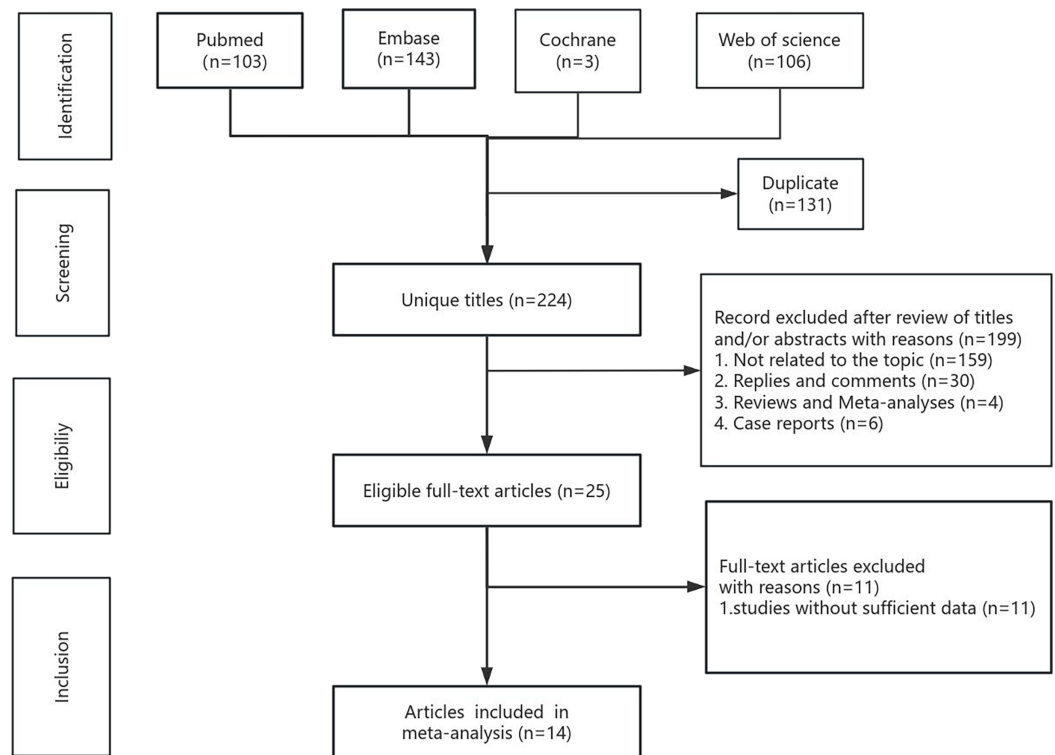 Identification
Pubmed
(n=103)
Embase
(n=143)
Cochrane
(n=3)
Web of science
(n=106)
Duplicate
(n=131)
Screening
Unique titles (n=224)
Record excluded after review of titles
and/or abstracts with reasons (n=199)
1. Not related to the topic (n=159)
2. Replies and comments (n=30)
3. Reviews and Meta-analyses (n=4)
4. Case reports (n=6)
Eligibiliy
Eligible full-text articles (n=25)
Full-text articles excluded
with reasons (n=11)
1.studies without sufficient data (n=11)
Inclusion
Articles included in
meta-analysis (n=14)